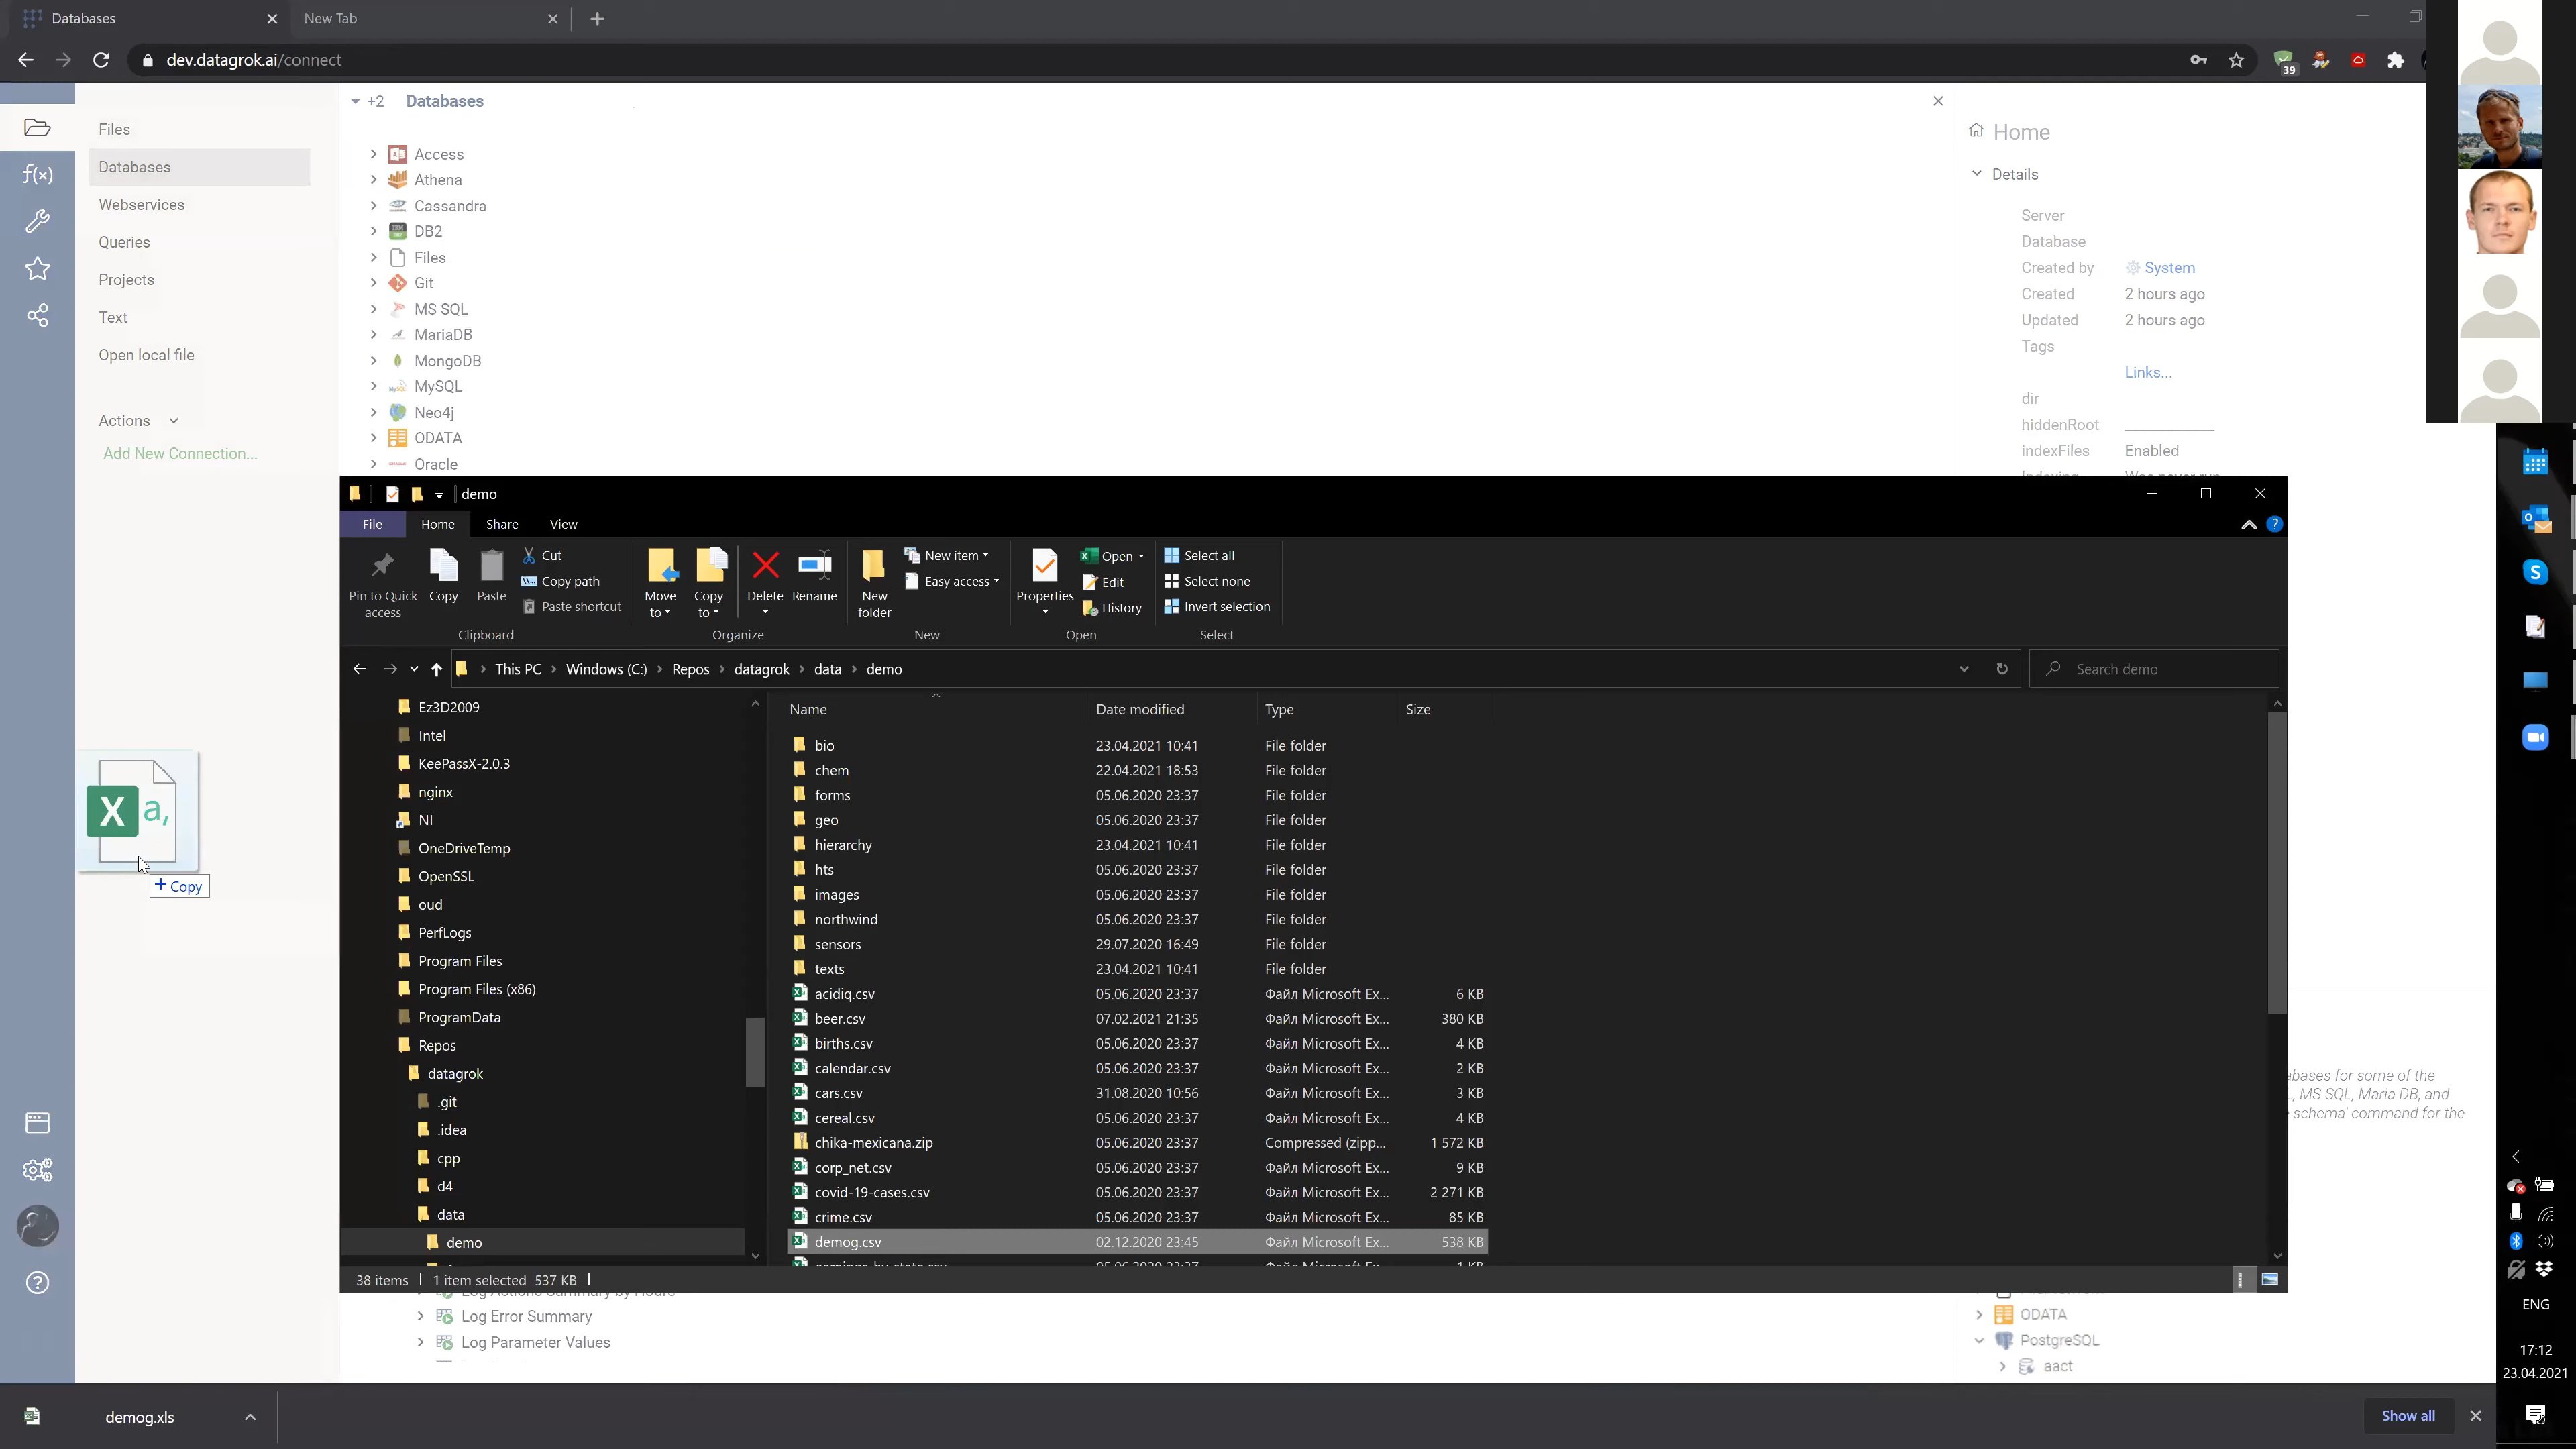 Databases
New Tab
dev.datagrok.ai/connect
39
Files
Databases
Webservices
Queries
Projects
Text
Open local file
Actions
Add New Connection...
+2 Databases
Access
Athena
Cassandra
DB2
Files
Git
MS SQL
MariaDB
MongoDB
MySQL
Neo4j
ODATA
Oracle
Home
Details
Server
Database
Created by System
Created 2 hours ago
Updated 2 hours ago
Tags
Links...
dir
hiddenRoot
indexFiles Enabled
demo
File Home Share View
Pin to Quick access
Copy
Paste
Cut
Copy path
Paste shortcut
Clipboard
Move to
Copy to
Delete
Rename
Organize
New folder
New item
Easy access
New
Properties
Open
Edit
History
Open
Select all
Select none
Invert selection
Select
This PC Windows (C:) Repos datagrok data demo
Search demo
Ez3D2009
Intel
KeePassX-2.0.3
nginx
NI
OneDriveTemp
OpenSSL
oud
PerfLogs
Program Files
Program Files (x86)
ProgramData
Repos
datagrok
.git
.idea
cpp
d4
data
demo
Name Date modified Type Size
bio 23.04.2021 10:41 File folder
chem 22.04.2021 18:53 File folder
forms 05.06.2020 23:37 File folder
geo 05.06.2020 23:37 File folder
hierarchy 23.04.2021 10:41 File folder
hts 05.06.2020 23:37 File folder
images 05.06.2020 23:37 File folder
northwind 05.06.2020 23:37 File folder
sensors 29.07.2020 16:49 File folder
texts 23.04.2021 10:41 File folder
acidiq.csv 05.06.2020 23:37 Файл Microsoft Ex... 6 KB
beer.csv 07.02.2021 21:35 Файл Microsoft Ex... 380 KB
births.csv 05.06.2020 23:37 Файл Microsoft Ex... 4 KB
calendar.csv 05.06.2020 23:37 Файл Microsoft Ex... 2 KB
cars.csv 31.08.2020 10:56 Файл Microsoft Ex... 3 KB
cereal.csv 05.06.2020 23:37 Файл Microsoft Ex... 4 KB
chika-mexicana.zip 05.06.2020 23:37 Compressed (zipp... 1 572 KB
corp_net.csv 05.06.2020 23:37 Файл Microsoft Ex... 9 KB
covid-19-cases.csv 05.06.2020 23:37 Файл Microsoft Ex... 2 271 KB
crime.csv 05.06.2020 23:37 Файл Microsoft Ex... 85 KB
demog.csv 02.12.2020 23:45 Файл Microsoft Ex... 538 KB
38 items 1 item selected 537 KB
X a,
+ Copy
Log Error Summary
Log Parameter Values
abases for some of the
, MS SQL, Maria DB, and
schema' command for the
ODATA
PostgreSQL
aact
ENG
17:12
23.04.2021
demog.xls
Show all